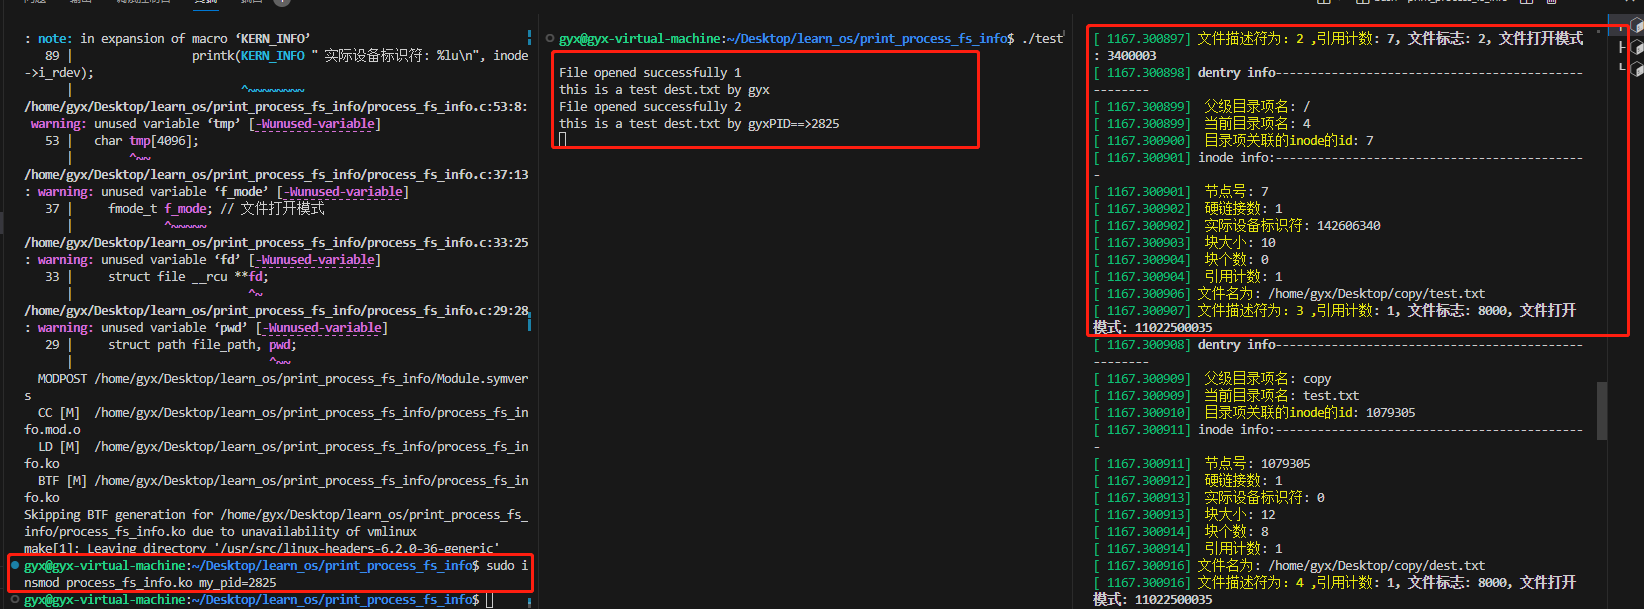 : note: in expansion of macro ‘KERN_INFO’
89 | printk(KERN_INFO " 实际设备标识符: %lu\n", inode
->i_rdev);
| ^~~~~~~~~
/home/gyx/Desktop/learn_os/print_process_fs_info/process_fs_info.c:53:8:
warning: unused variable ‘tmp’ [-Wunused-variable]
53 | char tmp[4096];
| ^~~
/home/gyx/Desktop/learn_os/print_process_fs_info/process_fs_info.c:37:13
: warning: unused variable ‘f_mode’ [-Wunused-variable]
37 | fmode_t f_mode; // 文件打开模式
| ^~~~~~
/home/gyx/Desktop/learn_os/print_process_fs_info/process_fs_info.c:33:25
: warning: unused variable ‘fd’ [-Wunused-variable]
33 | struct file __rcu **fd;
| ^~
/home/gyx/Desktop/learn_os/print_process_fs_info/process_fs_info.c:29:28
: warning: unused variable ‘pwd’ [-Wunused-variable]
29 | struct path file_path, pwd;
| ^~~
MODPOST /home/gyx/Desktop/learn_os/print_process_fs_info/Module.symver
s
CC [M] /home/gyx/Desktop/learn_os/print_process_fs_info/process_fs_in
fo.mod.o
LD [M] /home/gyx/Desktop/learn_os/print_process_fs_info/process_fs_in
fo.ko
BTF [M] /home/gyx/Desktop/learn_os/print_process_fs_info/process_fs_in
fo.ko
Skipping BTF generation for /home/gyx/Desktop/learn_os/print_process_fs_
info/process_fs_info.ko due to unavailability of vmlinux
make[1]: Leaving directory '/usr/src/linux-headers-6.2.0-36-generic'
gyx@gyx-virtual-machine:~/Desktop/learn_os/print_process_fs_info$ sudo i
nsmod process_fs_info.ko my_pid=2825
gyx@gyx-virtual-machine:~/Desktop/learn_os/print_process_fs_info$
gyx@gyx-virtual-machine:~/Desktop/learn_os/print_process_fs_info$ ./test
File opened successfully 1
this is a test dest.txt by gyx
File opened successfully 2
this is a test dest.txt by gyxPID==>2825
[ 1167.300897] 文件描述符为: 2 ,引用计数: 7, 文件标志: 2, 文件打开模式
: 3400003
[ 1167.300898] dentry info--------------------------------------------
--------
[ 1167.300899] 父级目录项名: /
[ 1167.300899] 当前目录项名: 4
[ 1167.300900] 目录项关联的inode的id: 7
[ 1167.300901] inode info:--------------------------------------------
-
[ 1167.300901] 节点号: 7
[ 1167.300902] 硬链接数: 1
[ 1167.300902] 实际设备标识符: 142606340
[ 1167.300903] 块大小: 10
[ 1167.300904] 块个数: 0
[ 1167.300904] 引用计数: 1
[ 1167.300906] 文件名为: /home/gyx/Desktop/copy/test.txt
[ 1167.300907] 文件描述符为: 3 ,引用计数: 1, 文件标志: 8000, 文件打开
模式: 11022500035
[ 1167.300908] dentry info--------------------------------------------
--------
[ 1167.300909] 父级目录项名: copy
[ 1167.300909] 当前目录项名: test.txt
[ 1167.300910] 目录项关联的inode的id: 1079305
[ 1167.300911] inode info:--------------------------------------------
-
[ 1167.300911] 节点号: 1079305
[ 1167.300912] 硬链接数: 1
[ 1167.300913] 实际设备标识符: 0
[ 1167.300913] 块大小: 12
[ 1167.300914] 块个数: 8
[ 1167.300914] 引用计数: 1
[ 1167.300916] 文件名为: /home/gyx/Desktop/copy/dest.txt
[ 1167.300916] 文件描述符为: 4 ,引用计数: 1, 文件标志: 8000, 文件打开
模式: 11022500035